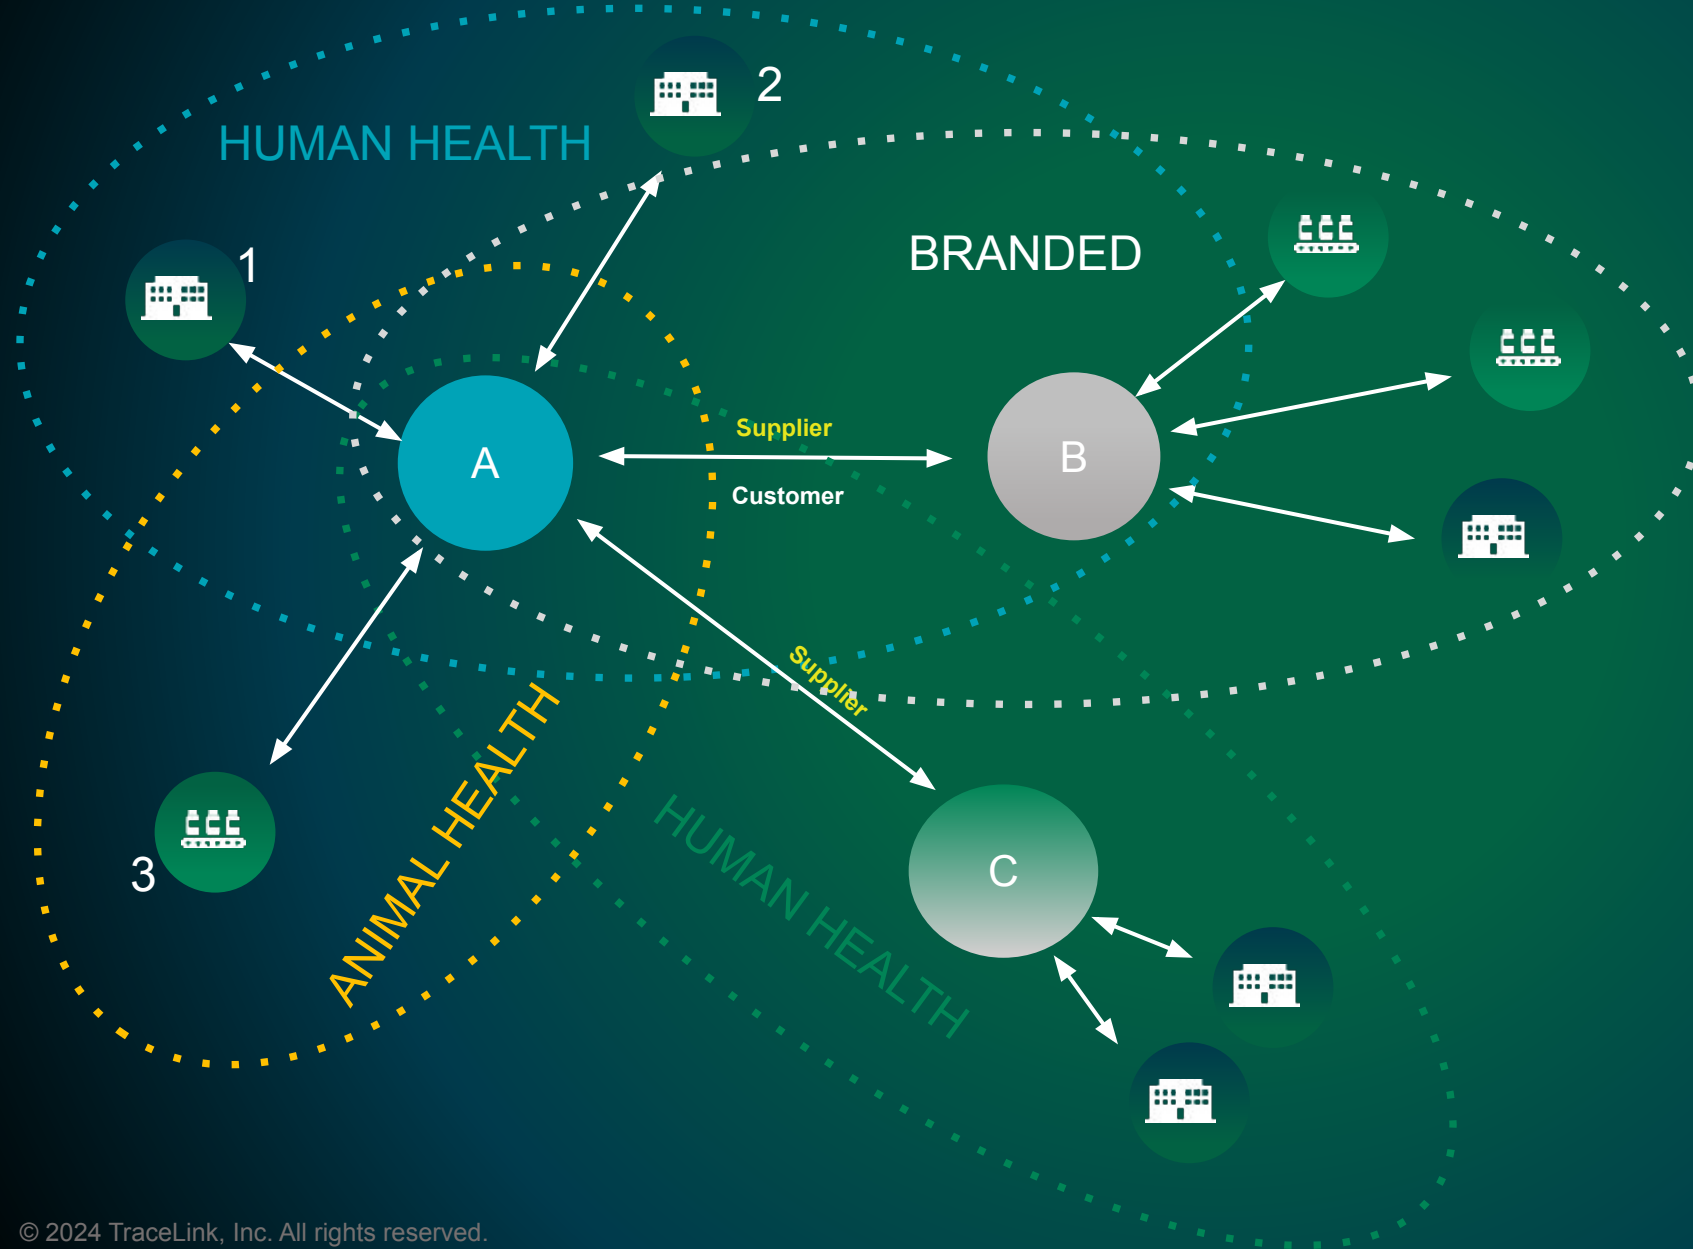 2
HUMAN HEALTH
BRANDED
1
Supplier
A
B
Customer
Supplier
ANIMAL HEALTH
HUMAN HEALTH
3
C
© 2024 TraceLink, Inc. All rights reserved.